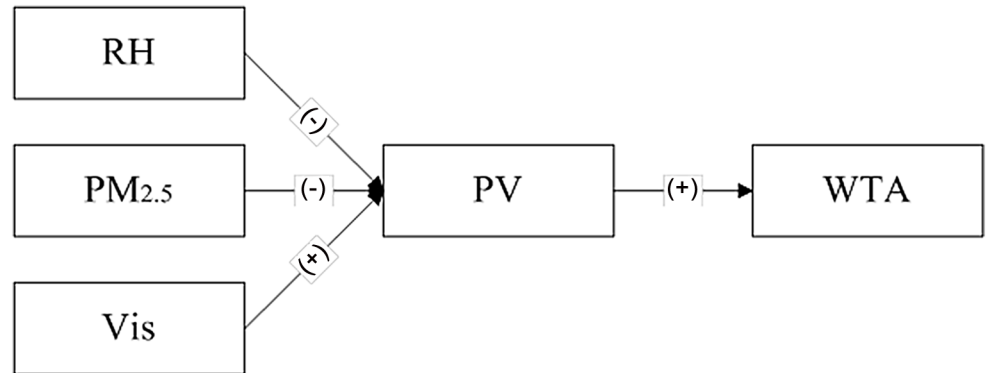 RH
(-)
PM2.5
(-)
PV
(+)
WTA
(+)
Vis